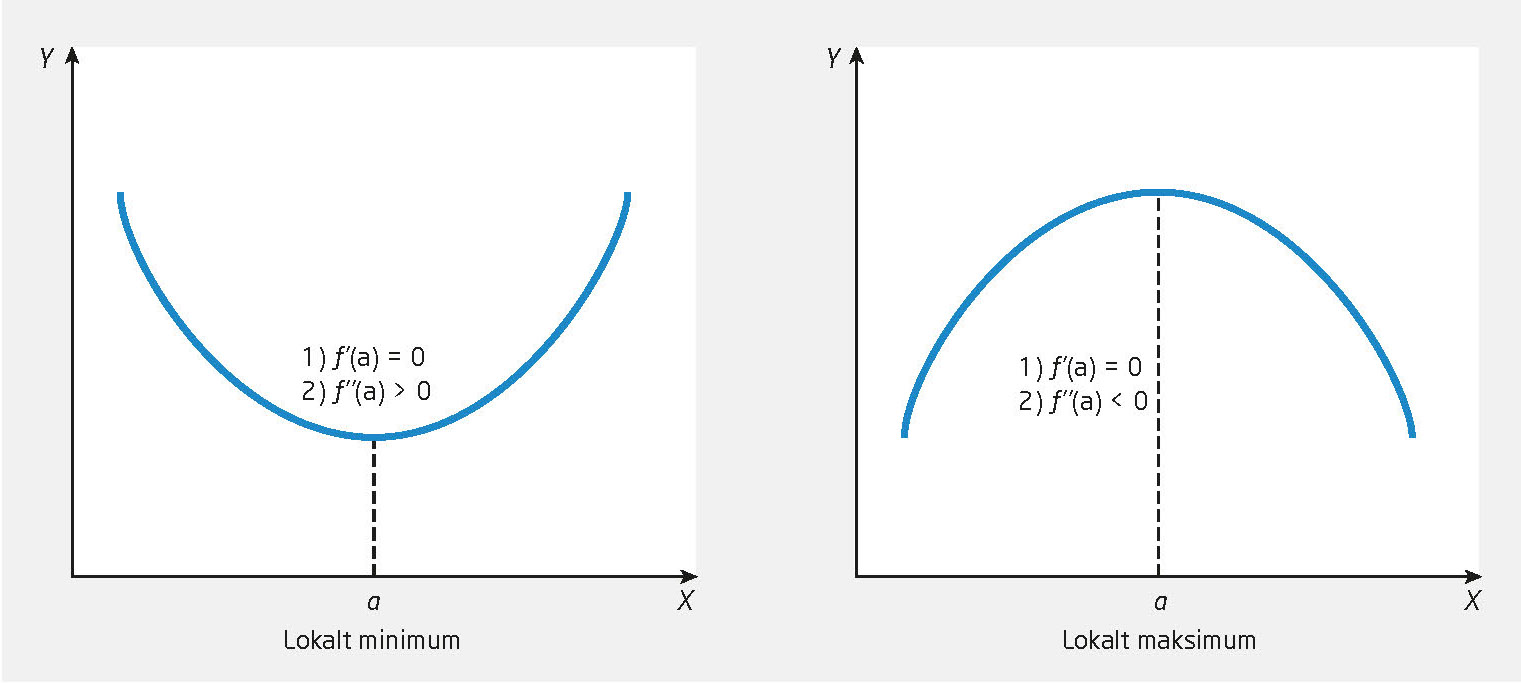 Y
1) f′(a) = 0
2) f″(a) > 0
a
X
Lokalt minimum
Y
1) f′(a) = 0
2) f″(a) < 0
a
X
Lokalt maksimum